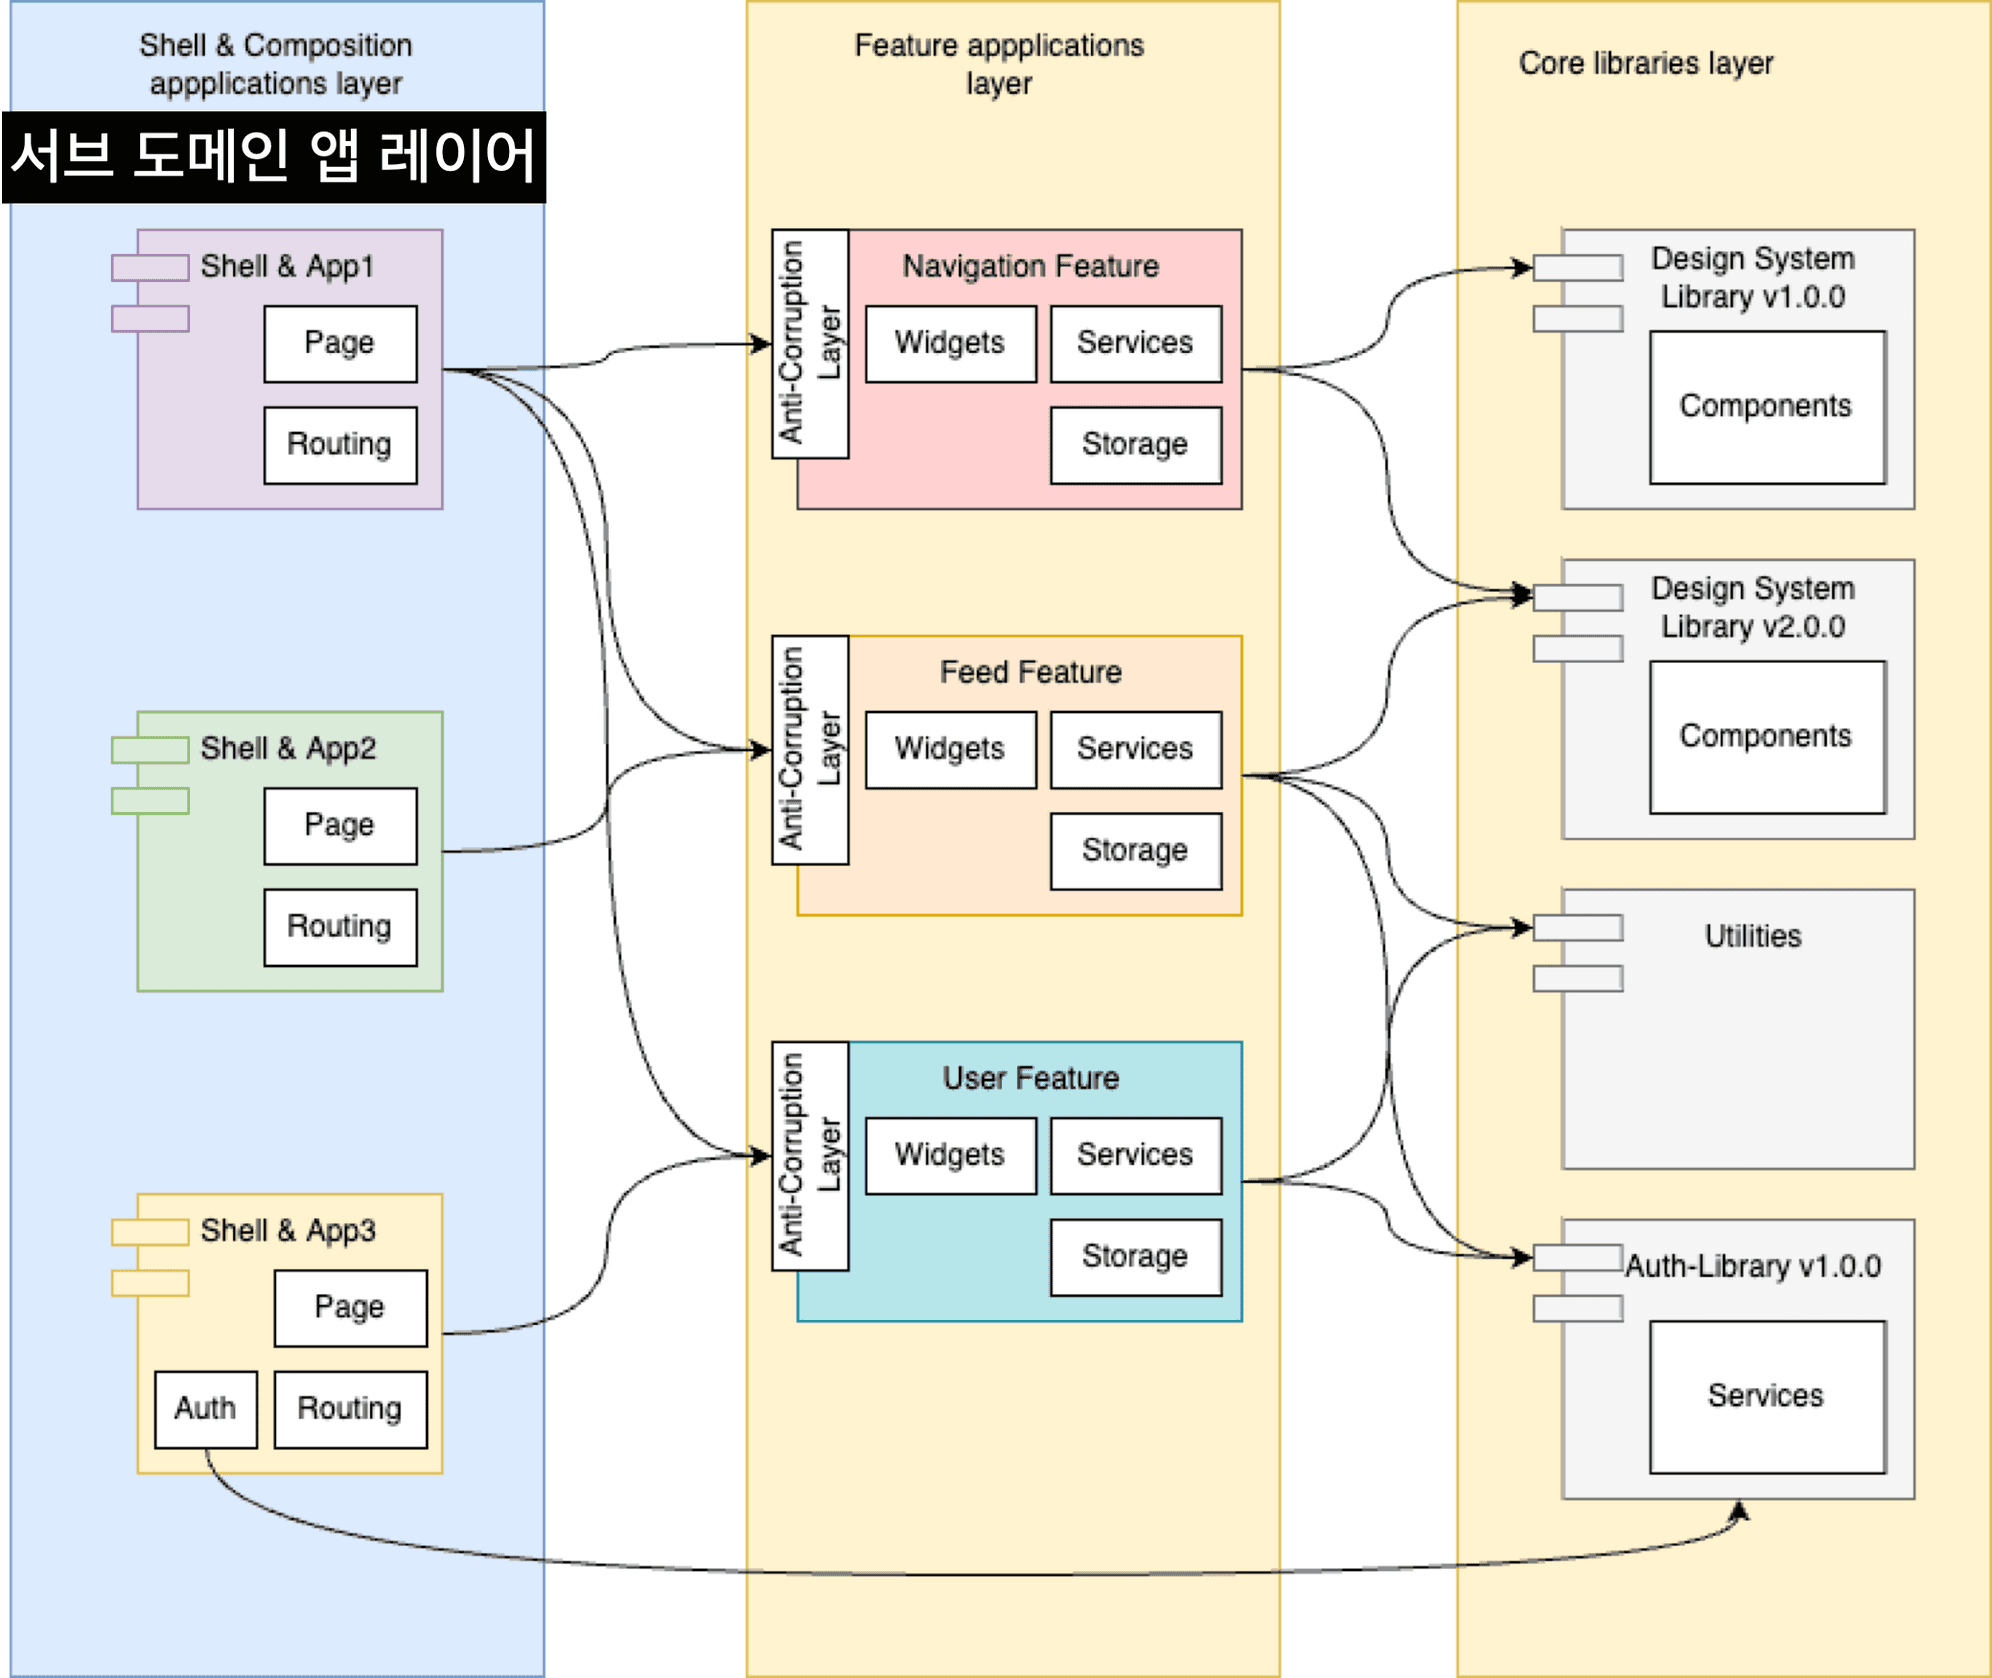 Shell & Composition
appplications layer
서브 도메인 앱 레이어
Shell & App1
Page
Routing
Shell & App2
Page
Routing
Shell & App3
Page
Auth
Routing
Feature appplications
layer
Anti-Corruption
Layer
Navigation Feature
Widgets
Services
Storage
Anti-Corruption
Layer
Feed Feature
Widgets
Services
Storage
Anti-Corruption
Layer
User Feature
Widgets
Services
Storage
Core libraries layer
Design System
Library v1.0.0
Components
Design System
Library v2.0.0
Components
Utilities
Auth-Library v1.0.0
Services